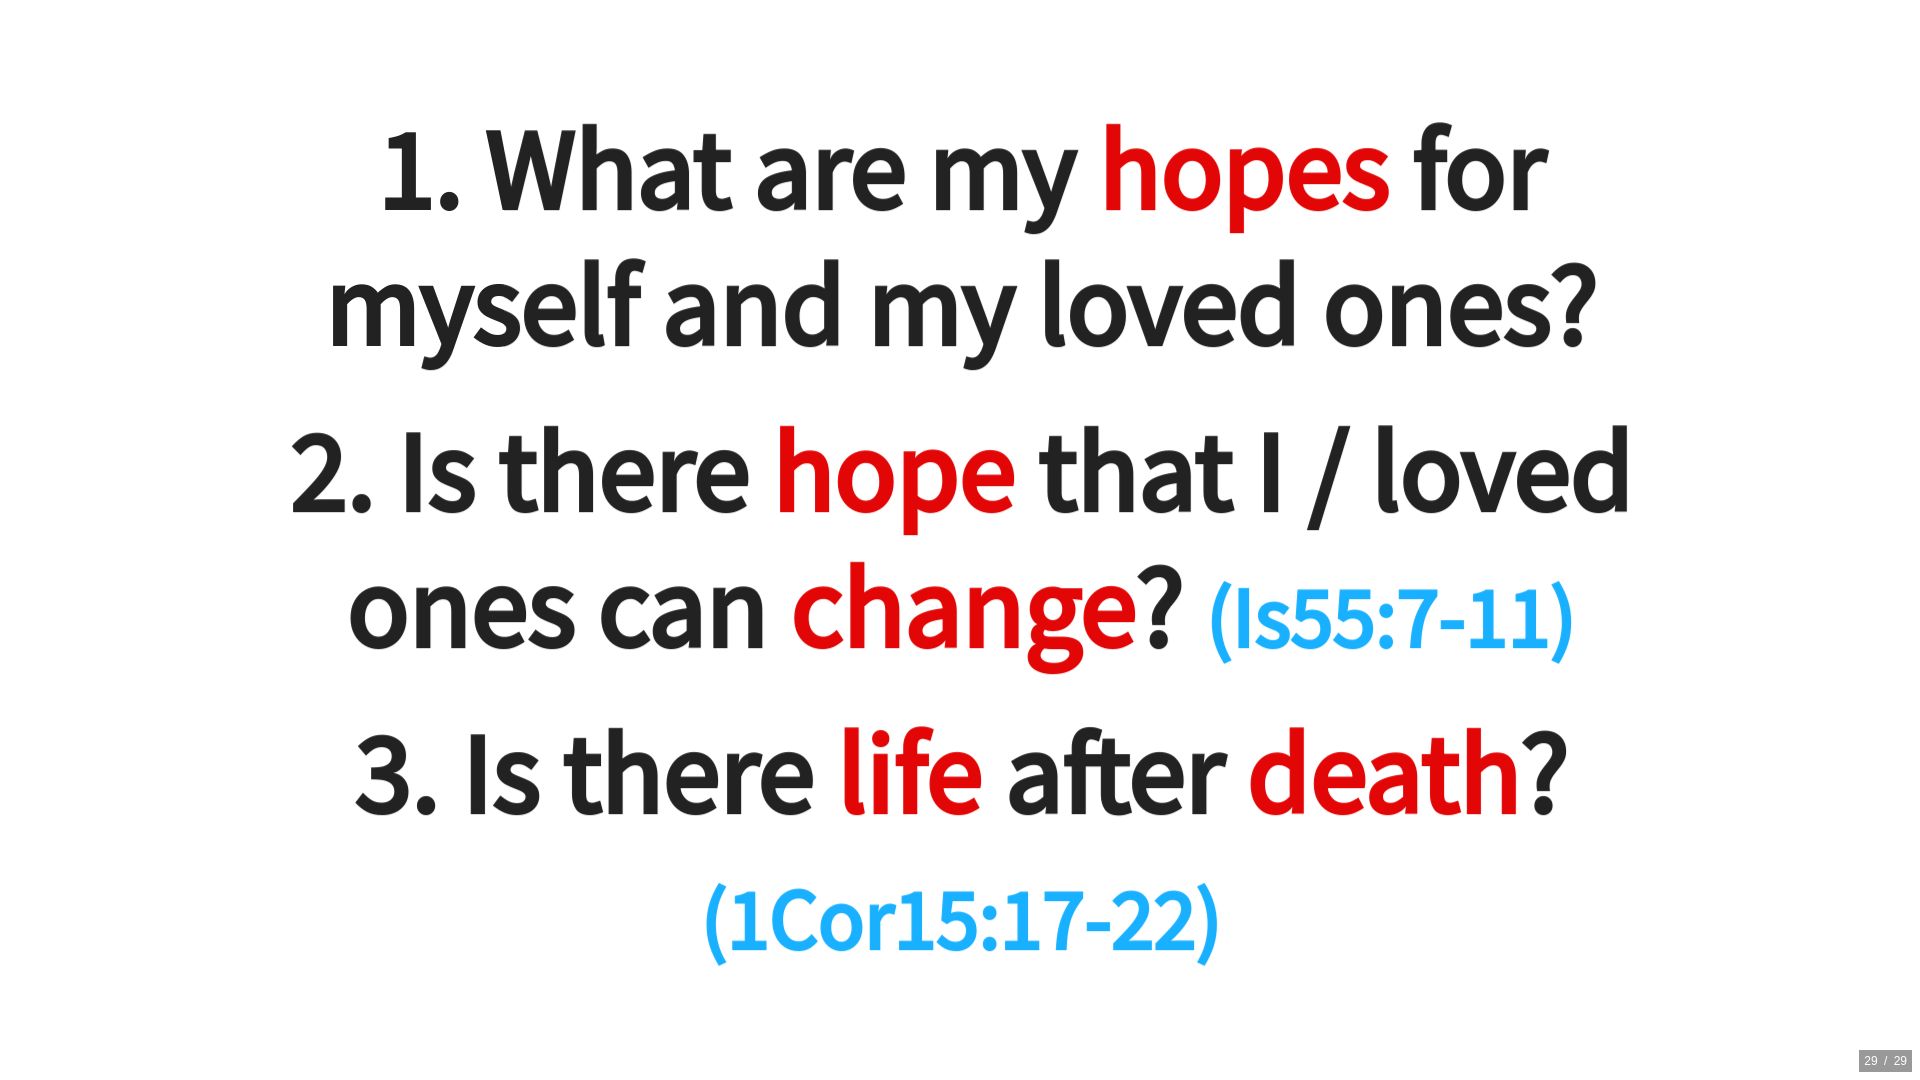 1. What are my hopes for
myself and my loved ones?
2. Is there hope that I / loved
ones can change? (Is55:7-11)
3. Is there life after death?
(1Cor15:17-22)
29 / 29